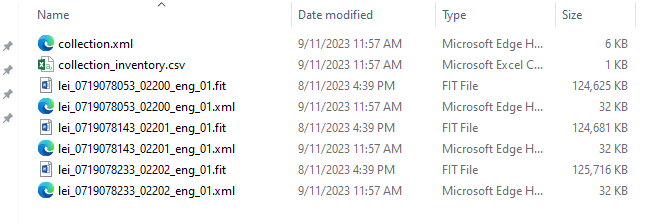 Name Date modified Type Size
collection.xml 9/11/2023 11:57 AM Microsoft Edge H... 6 KB
collection_inventory.csv 9/11/2023 11:57 AM Microsoft Excel C... 1 KB
lei_0719078053_02200_eng_01.fit 8/11/2023 4:39 PM FIT File 124,625 KB
lei_0719078053_02200_eng_01.xml 9/11/2023 11:57 AM Microsoft Edge H... 32 KB
lei_0719078143_02201_eng_01.fit 8/11/2023 4:39 PM FIT File 124,681 KB
lei_0719078143_02201_eng_01.xml 9/11/2023 11:57 AM Microsoft Edge H... 32 KB
lei_0719078233_02202_eng_01.fit 8/11/2023 4:39 PM FIT File 125,716 KB
lei_0719078233_02202_eng_01.xml 9/11/2023 11:57 AM Microsoft Edge H... 32 KB